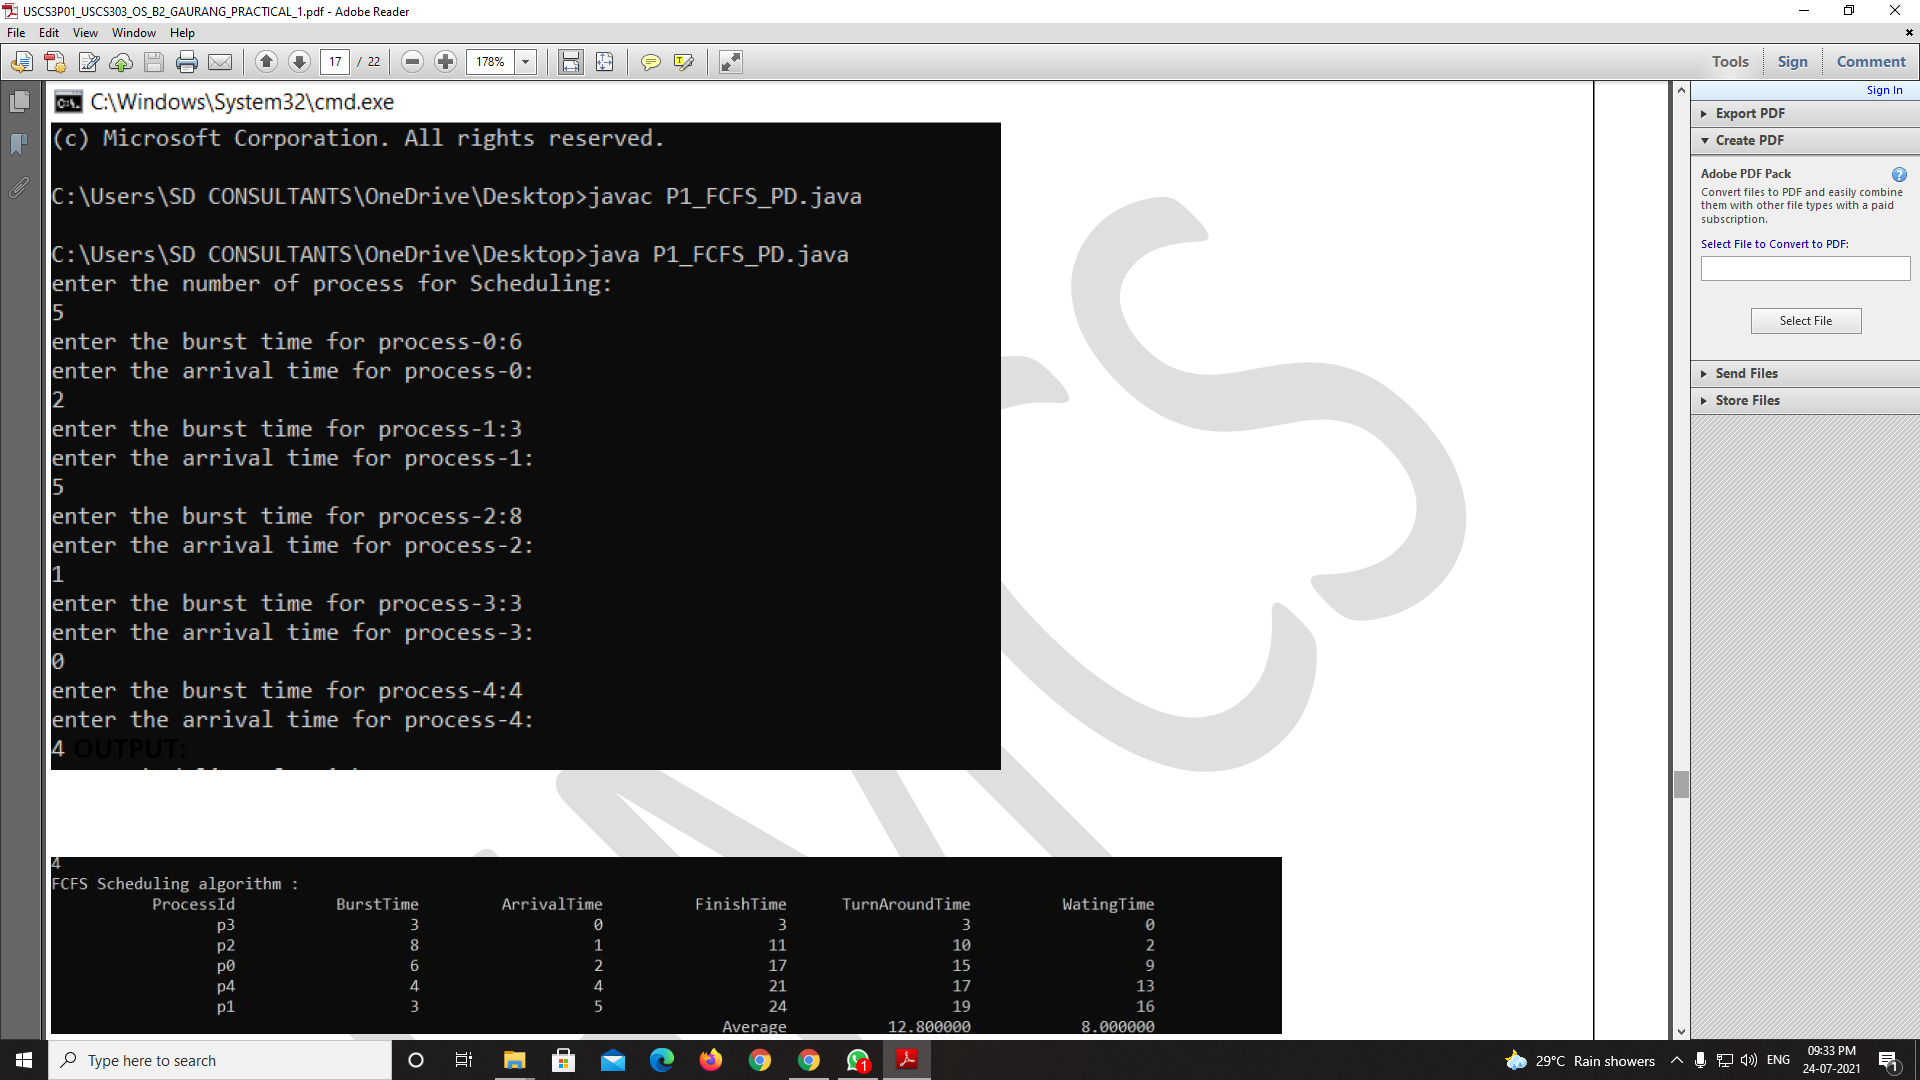 USCS3P01_USCS303_OS_B2_GAURANG_PRACTICAL_1.pdf - Adobe Reader
File Edit View Window Help
17 / 22 178% Tools Sign Comment
Sign In
Export PDF
Create PDF
Adobe PDF Pack
Convert files to PDF and easily combine
them with other file types with a paid
subscription.
Select File to Convert to PDF:
Select File
Send Files
Store Files
C:\Windows\System32\cmd.exe
(c) Microsoft Corporation. All rights reserved.
C:\Users\SD CONSULTANTS\OneDrive\Desktop>javac P1_FCFS_PD.java
C:\Users\SD CONSULTANTS\OneDrive\Desktop>java P1_FCFS_PD.java
enter the number of process for Scheduling:
5
enter the burst time for process-0:6
enter the arrival time for process-0:
2
enter the burst time for process-1:3
enter the arrival time for process-1:
5
enter the burst time for process-2:8
enter the arrival time for process-2:
1
enter the burst time for process-3:3
enter the arrival time for process-3:
0
enter the burst time for process-4:4
enter the arrival time for process-4:
4 OUTPUT:
4
FCFS Scheduling algorithm :
ProcessId BurstTime ArrivalTime FinishTime TurnAroundTime WatingTime
p3 3 0 3 3 0
p2 8 1 11 10 2
p0 6 2 17 15 9
p4 4 4 21 17 13
p1 3 5 24 19 16
Average 12.800000 8.000000
Type here to search
1
29°C Rain showers ENG
09:33 PM
24-07-2021
1